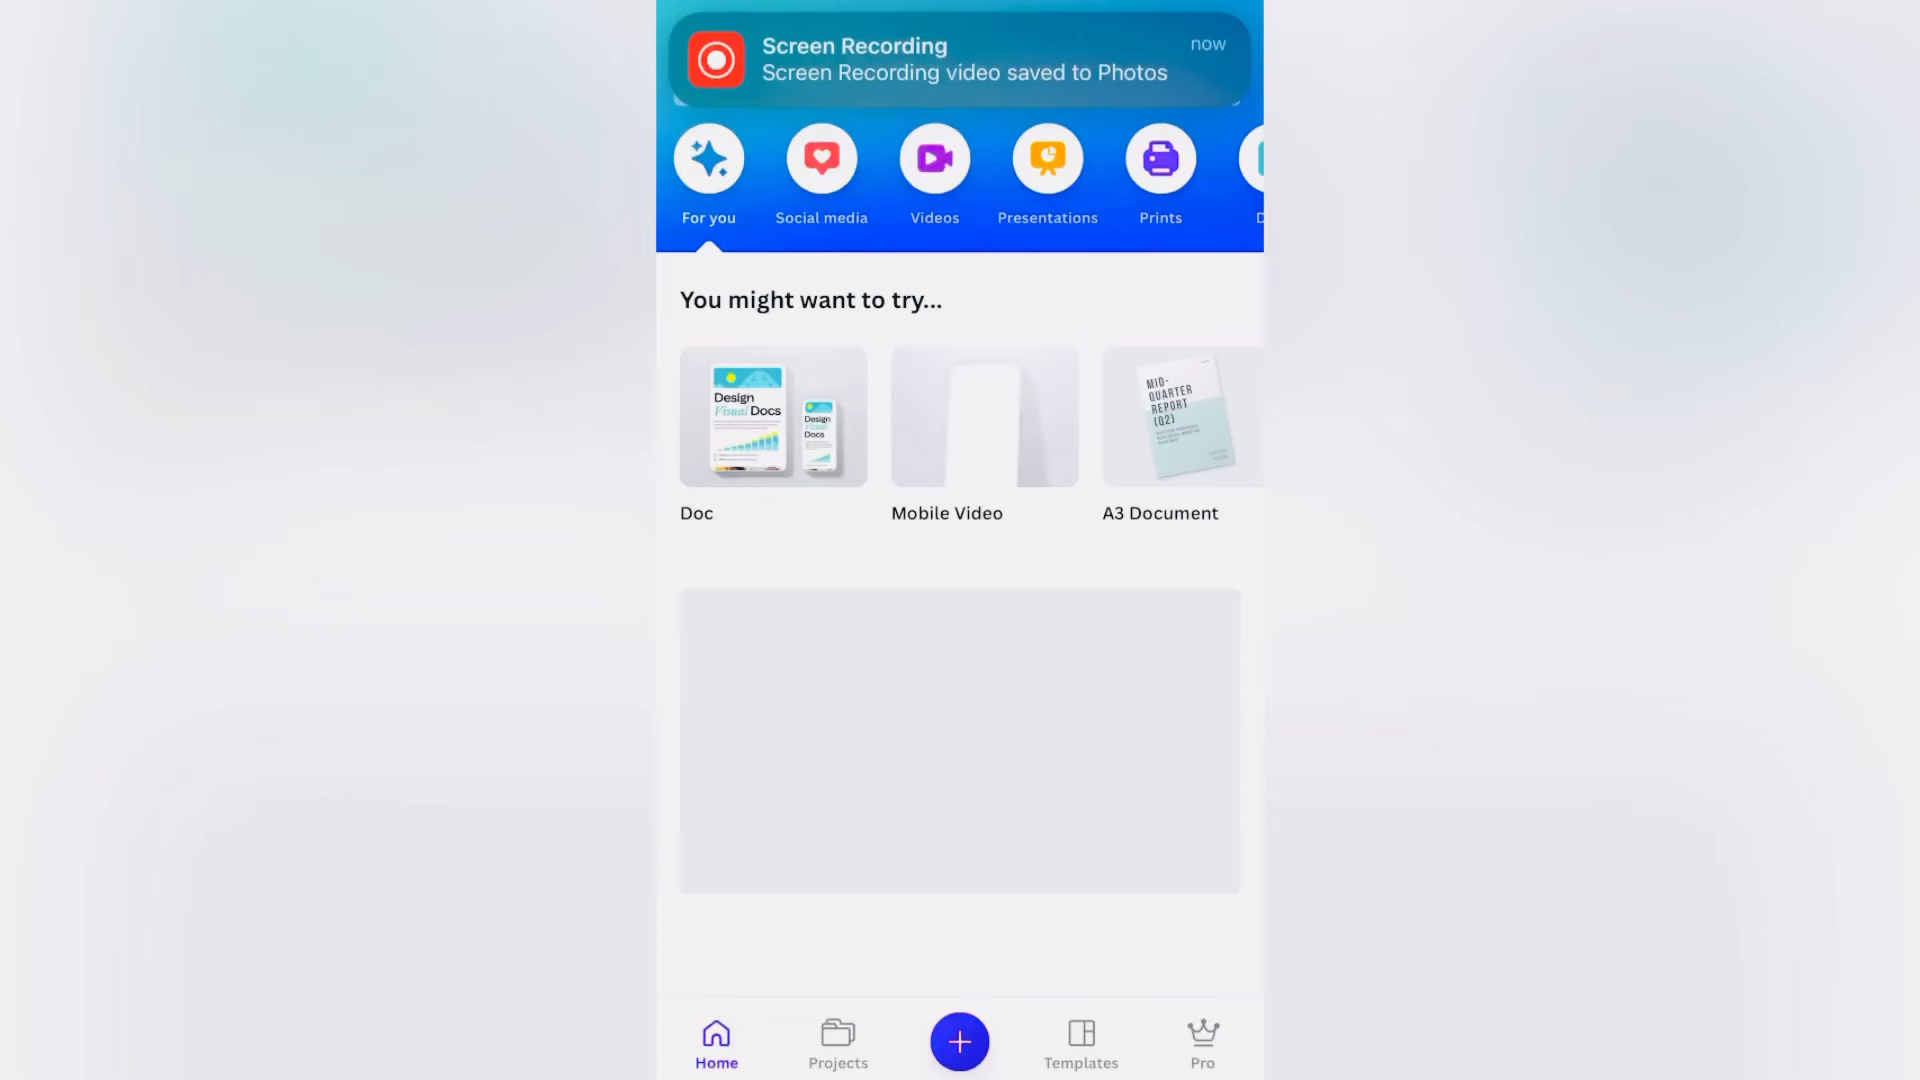 Screen Recording
now
Screen Recording video saved to Photos
For you
Social media
Videos
Presentations
Prints
D
You might want to try...
Design
Visual Docs
Design
Visual
Docs
MID-
QUARTER
REPORT
(Q2)
Doc
Mobile Video
A3 Document
Home
Projects
Templates
Pro